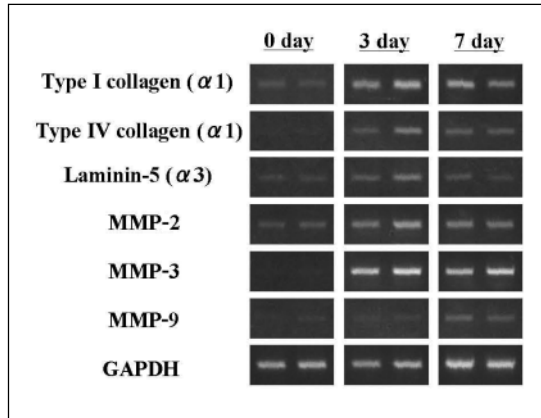 0 day 3 day 7 day
Type I collagen (α1)
Type IV collagen (α1)
Laminin-5 (α3)
MMP-2
MMP-3
MMP-9
GAPDH